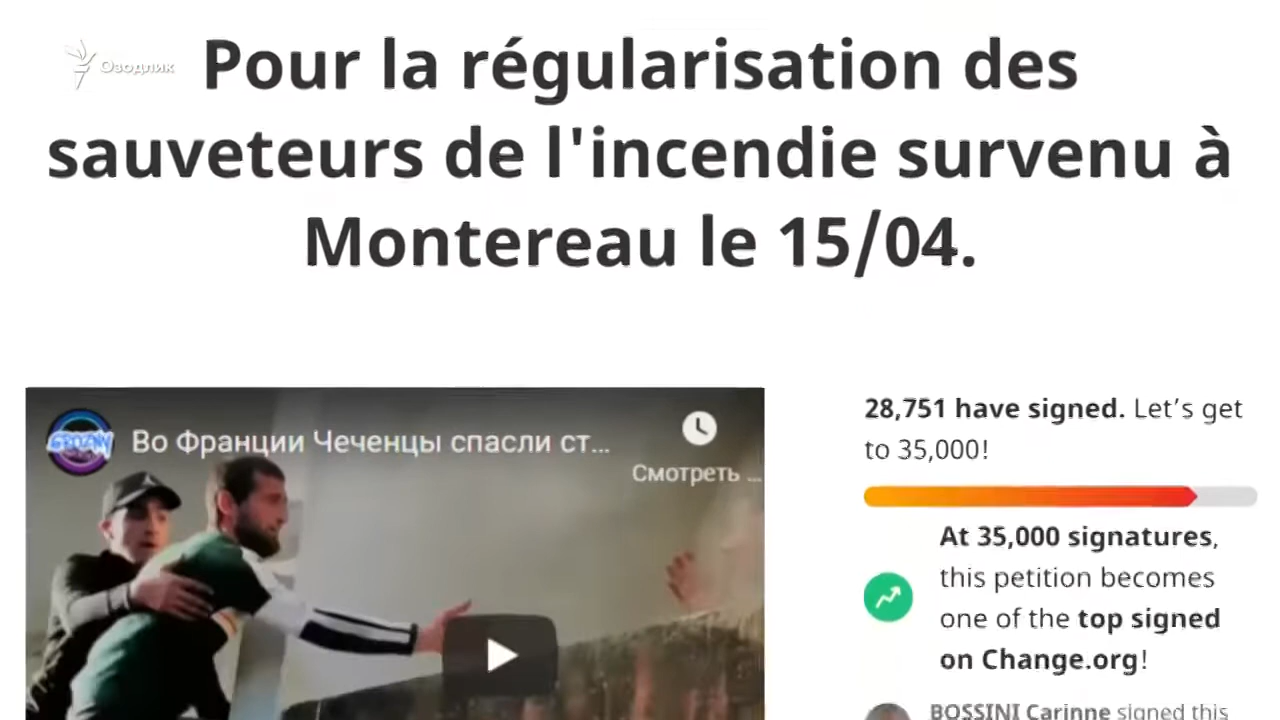 Озодлик
Pour la régularisation des
sauveteurs de l'incendie survenu à
Montereau le 15/04.
GROZNY
Во Франции Чеченцы спасли ст...
Смотреть ...
28,751 have signed. Let’s get
to 35,000!
At 35,000 signatures,
this petition becomes
one of the top signed
on Change.org!
BOSSINI Carinne signed this